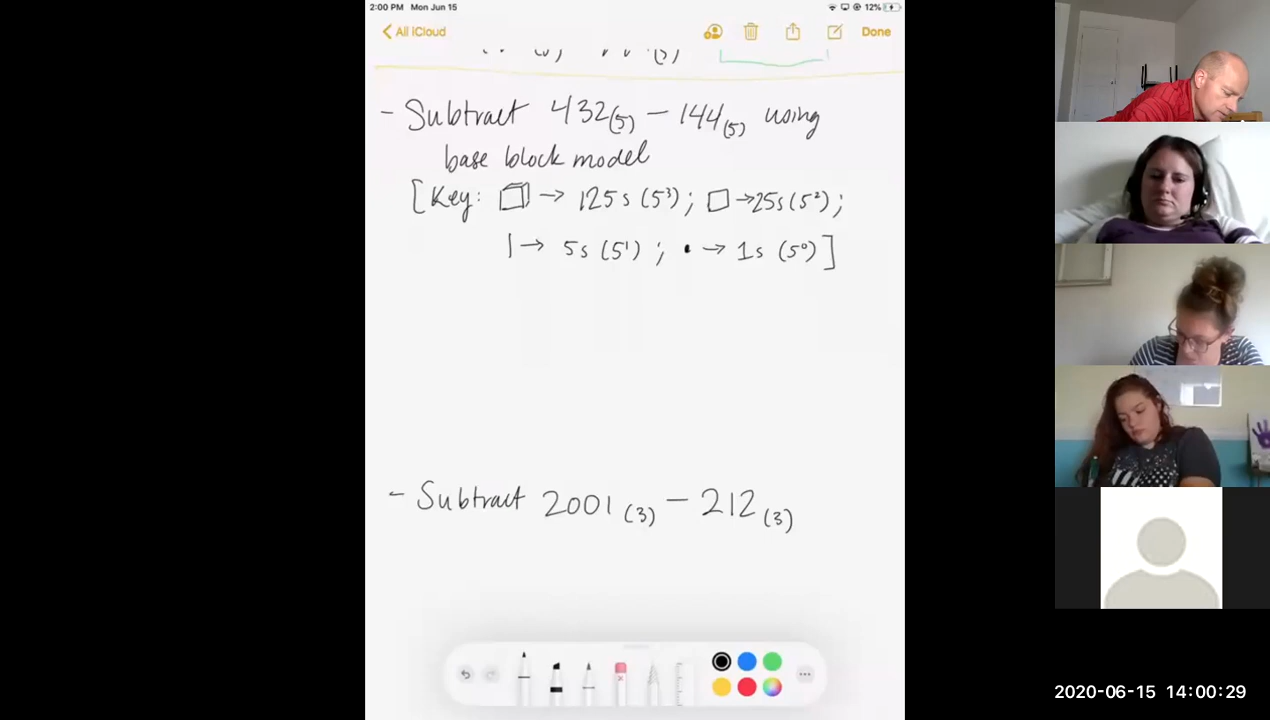 2:00 PM Mon Jun 15
12%
All iCloud
Done
- Subtract 432(5) - 144(5) using
base block model
[Key: → 125s (5³); □ → 25s (5²);
| → 5s (5¹); • → 1s (5⁰)]
- Subtract 2001(3) - 212(3)
2020-06-15 14:00:29